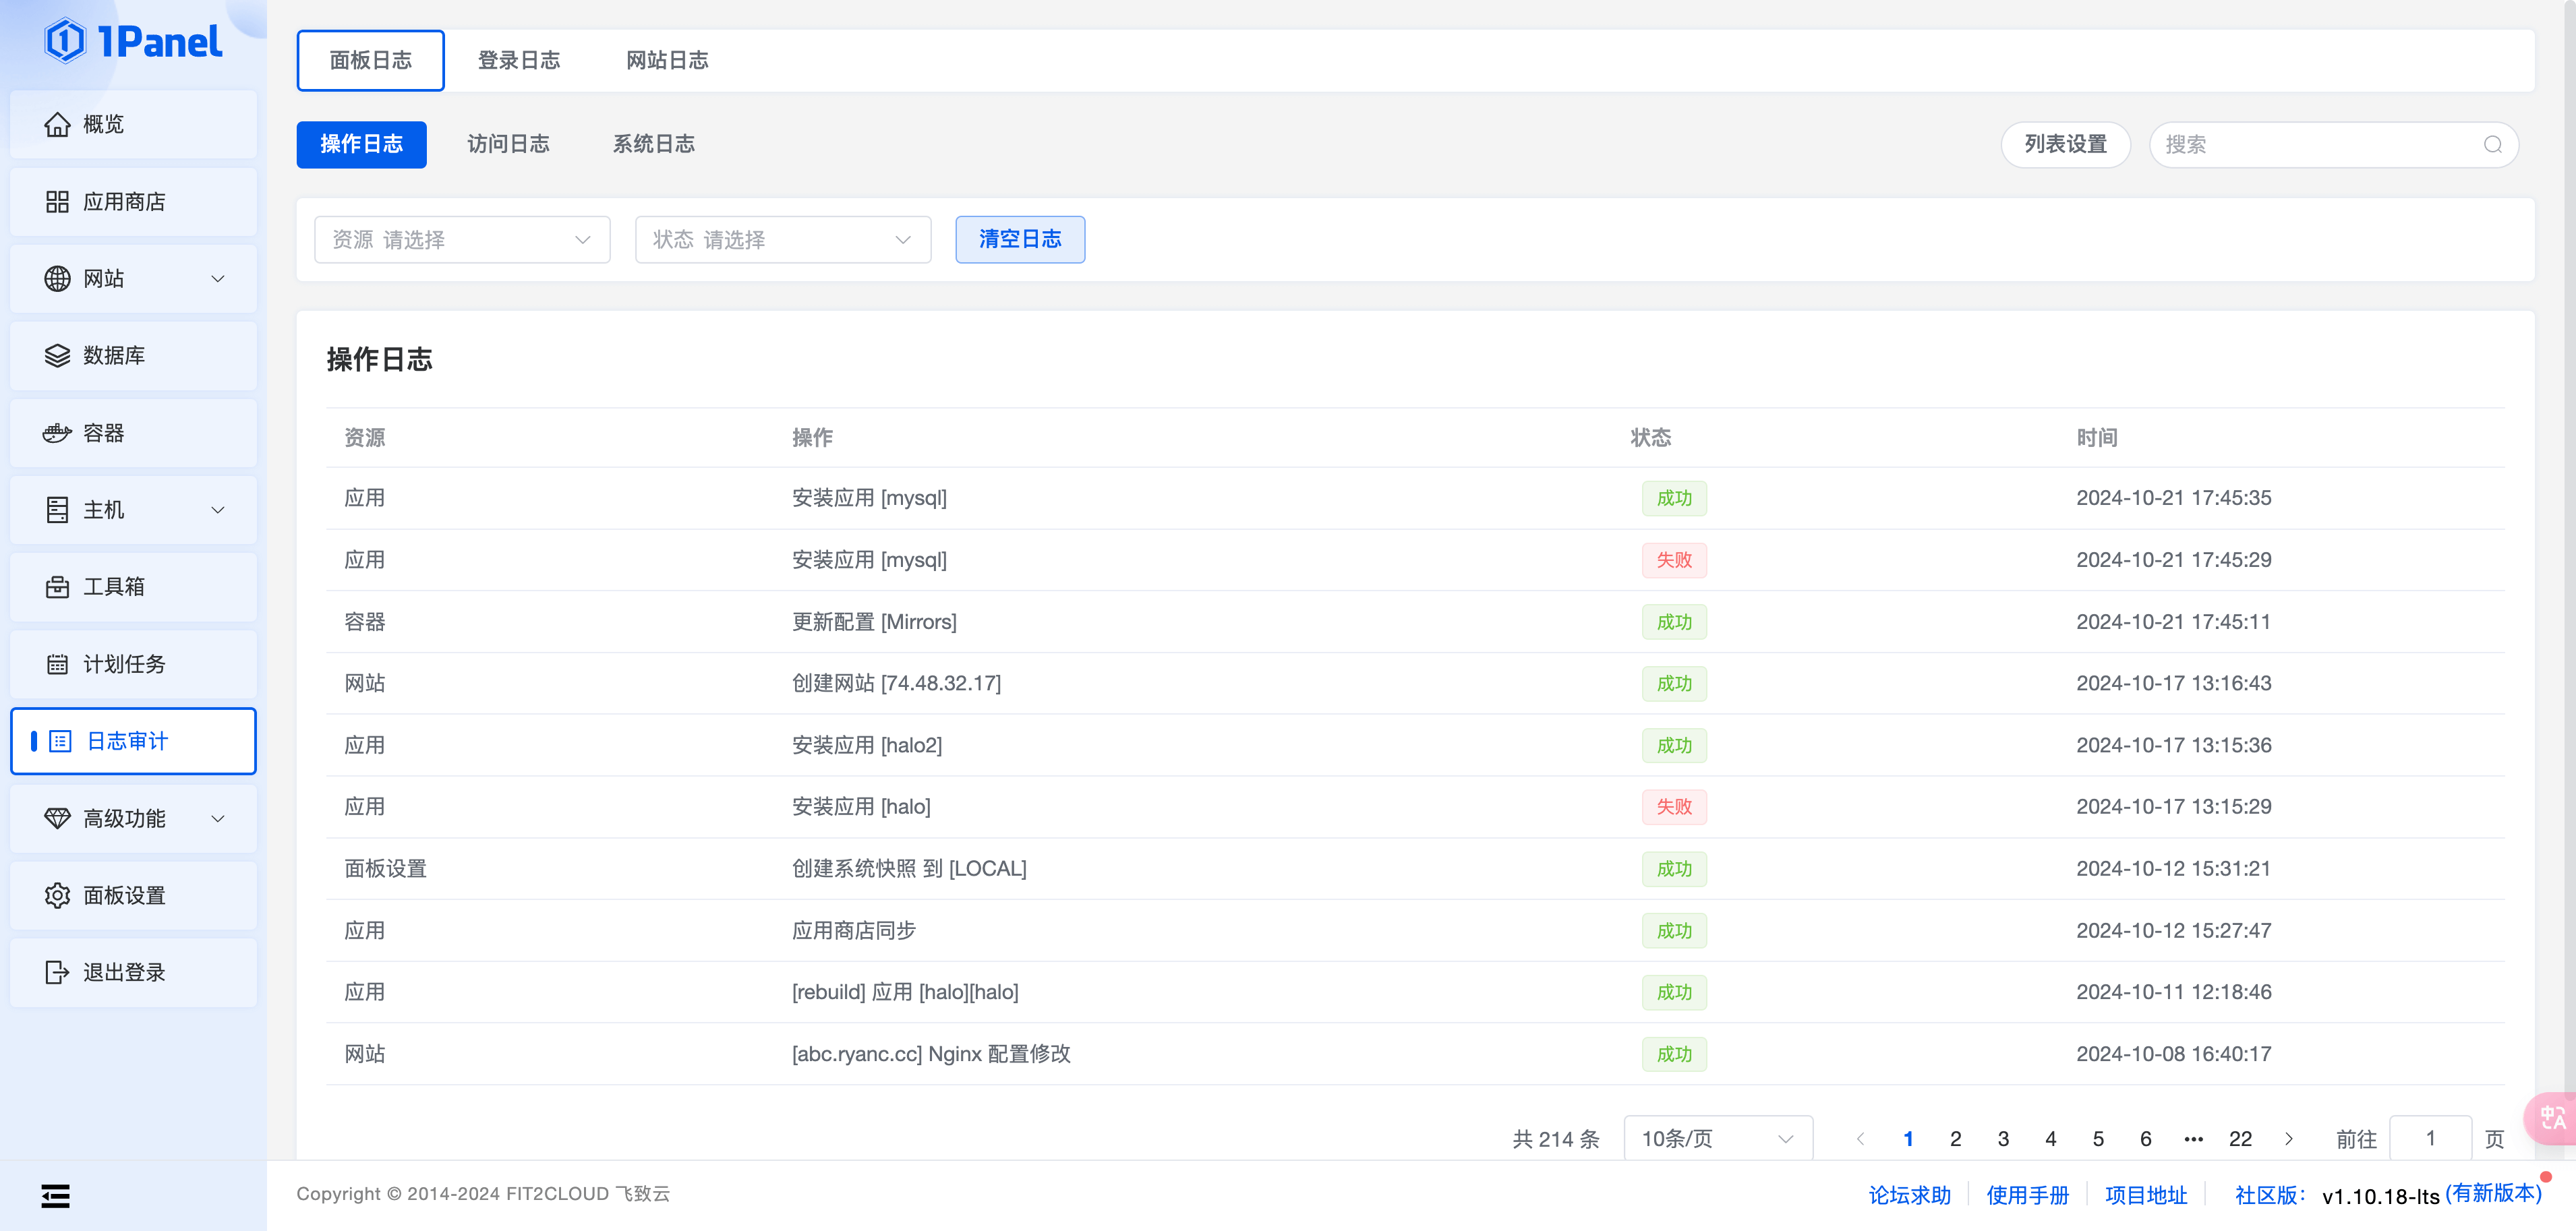 1Panel
概览
应用商店
网站
数据库
容器
主机
工具箱
计划任务
日志审计
高级功能
面板设置
退出登录
面板日志 登录日志 网站日志
操作日志 访问日志 系统日志 列表设置 搜索
资源 请选择 状态 请选择 清空日志
操作日志
资源 操作 状态 时间
应用 安装应用 [mysql] 成功 2024-10-21 17:45:35
应用 安装应用 [mysql] 失败 2024-10-21 17:45:29
容器 更新配置 [Mirrors] 成功 2024-10-21 17:45:11
网站 创建网站 [74.48.32.17] 成功 2024-10-17 13:16:43
应用 安装应用 [halo2] 成功 2024-10-17 13:15:36
应用 安装应用 [halo] 失败 2024-10-17 13:15:29
面板设置 创建系统快照 到 [LOCAL] 成功 2024-10-12 15:31:21
应用 应用商店同步 成功 2024-10-12 15:27:47
应用 [rebuild] 应用 [halo][halo] 成功 2024-10-11 12:18:46
网站 [abc.ryanc.cc] Nginx 配置修改 成功 2024-10-08 16:40:17
共 214 条 10条/页 1 2 3 4 5 6 ••• 22 前往 1 页
中A
Copyright © 2014-2024 FIT2CLOUD 飞致云 论坛求助 使用手册 项目地址 社区版： v1.10.18-lts (有新版本)